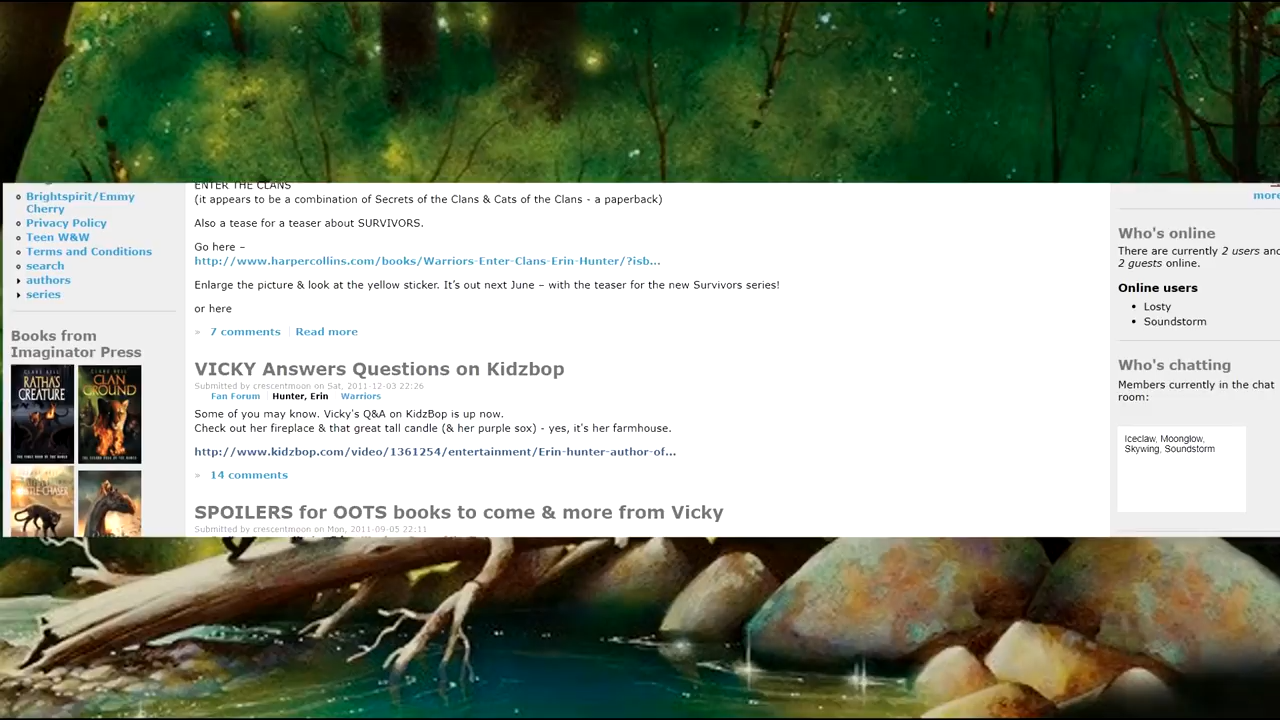 Brightspirit/Emmy
Cherry
Privacy Policy
Teen W&W
Terms and Conditions
search
authors
series
Books from
Imaginator Press
RATHA'S
CREATURE
CLAN
GROUND
ENTER THE CLANS
(it appears to be a combination of Secrets of the Clans & Cats of the Clans - a paperback)
Also a tease for a teaser about SURVIVORS.
Go here –
http://www.harpercollins.com/books/Warriors-Enter-Clans-Erin-Hunter/?isb...
Enlarge the picture & look at the yellow sticker. It's out next June – with the teaser for the new Survivors series!
or here
» 7 comments Read more
VICKY Answers Questions on Kidzbop
Submitted by crescentmoon on Sat, 2011-12-03 22:26
Fan Forum Hunter, Erin Warriors
Some of you may know. Vicky's Q&A on KidzBop is up now.
Check out her fireplace & that great tall candle (& her purple sox) - yes, it's her farmhouse.
http://www.kidzbop.com/video/1361254/entertainment/Erin-hunter-author-of...
» 14 comments
SPOILERS for OOTS books to come & more from Vicky
Submitted by crescentmoon on Mon, 2011-09-05 22:11
more
Who's online
There are currently 2 users and
2 guests online.
Online users
• Losty
• Soundstorm
Who's chatting
Members currently in the chat
room:
Iceclaw, Moonglow,
Skywing, Soundstorm